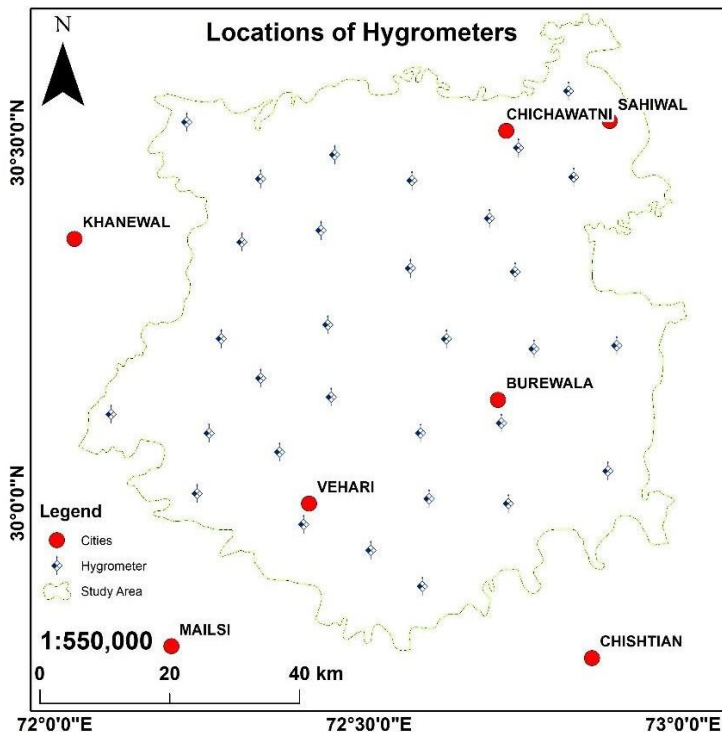 Locations of Hygrometers
N
30°30'0"N
CHICHAWATNI
SAHIWAL
KHANEWAL
BUREWALA
VEHARI
30°0'0"N
Legend
Cities
Hygrometer
Study Area
MAILSI
CHISHTIAN
1:550,000
0 20 40 km
72°0'0"E 72°30'0"E 73°0'0"E